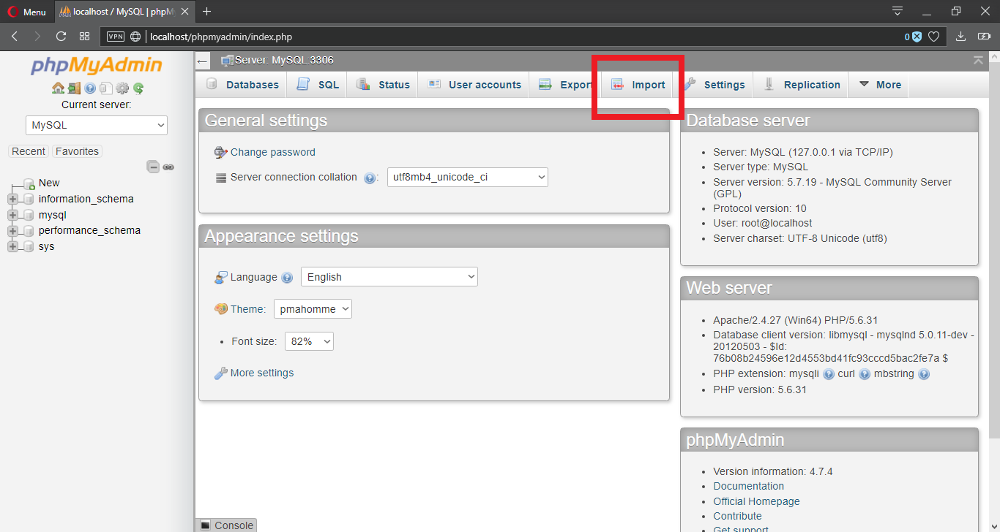 Menu
localhost / MySQL | phpM
VPN
localhost/phpmyadmin/index.php
0
phpMyAdmin
Current server:
MySQL
Recent Favorites
New
information_schema
mysql
performance_schema
sys
Server: MySQL:3306
Databases SQL Status User accounts Export Import Settings Replication More
General settings
Change password
Server connection collation : utf8mb4_unicode_ci
Appearance settings
Language English
Theme: pmahomme
Font size: 82%
More settings
Database server
Server: MySQL (127.0.0.1 via TCP/IP)
Server type: MySQL
Server version: 5.7.19 - MySQL Community Server
(GPL)
Protocol version: 10
User: root@localhost
Server charset: UTF-8 Unicode (utf8)
Web server
Apache/2.4.27 (Win64) PHP/5.6.31
Database client version: libmysql - mysqlnd 5.0.11-dev -
20120503 - $Id:
76b08b24596e12d4553bd41fc93cccd5bac2fe7a $
PHP extension: mysqli curl mbstring
PHP version: 5.6.31
phpMyAdmin
Version information: 4.7.4
Documentation
Official Homepage
Contribute
Get support
Console